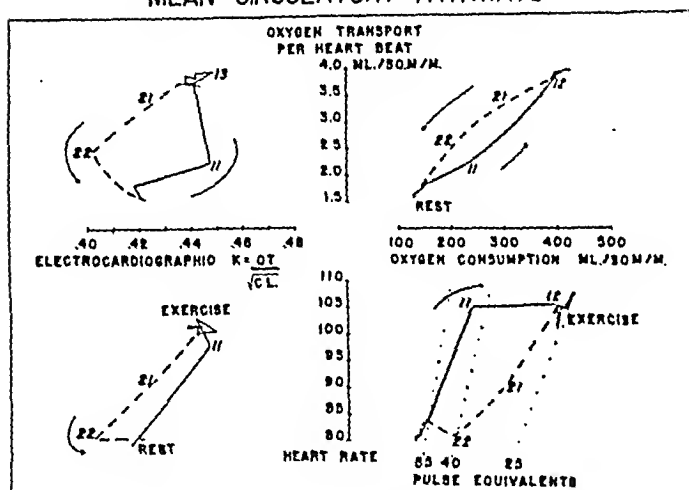 MEAN CIRCULATORY PATHWAYS
OXYGEN TRANSPORT
PER HEART BEAT
4.0 ML./SQ.M/M.
3.5
3.0
2.5
2.0
1.5
13
21
22
11
12
21
22
11
REST
.40 .42 .44 .46 .48
100 200 300 400 500
ELECTROCARDIOGRAPHIC K = QT
√C.L.
OXYGEN CONSUMPTION ML./SQ.M/M.
110
105
100
95
90
85
80
EXERCISE
11
21
22
REST
11
12
EXERCISE
21
22
HEART RATE
55 40 25
PULSE EQUIVALENTS